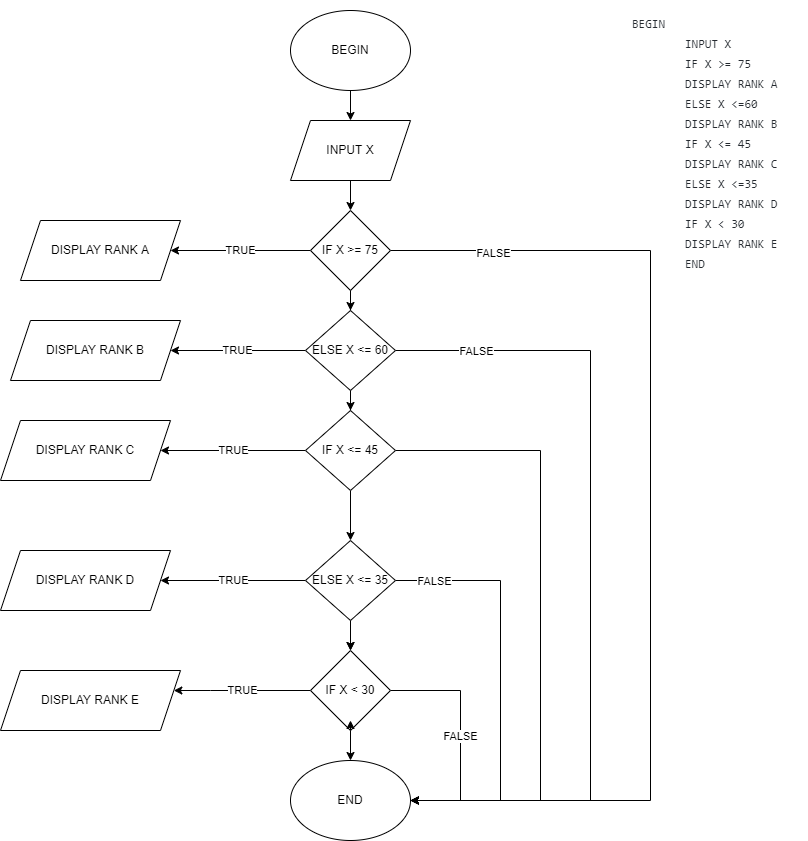 BEGIN
INPUT X
IF X >= 75
TRUE
DISPLAY RANK A
FALSE
ELSE X <= 60
TRUE
DISPLAY RANK B
FALSE
IF X <= 45
TRUE
DISPLAY RANK C
ELSE X <= 35
TRUE
DISPLAY RANK D
FALSE
IF X < 30
TRUE
DISPLAY RANK E
FALSE
END
BEGIN
INPUT X
IF X >= 75
DISPLAY RANK A
ELSE X <=60
DISPLAY RANK B
IF X <= 45
DISPLAY RANK C
ELSE X <=35
DISPLAY RANK D
IF X < 30
DISPLAY RANK E
END